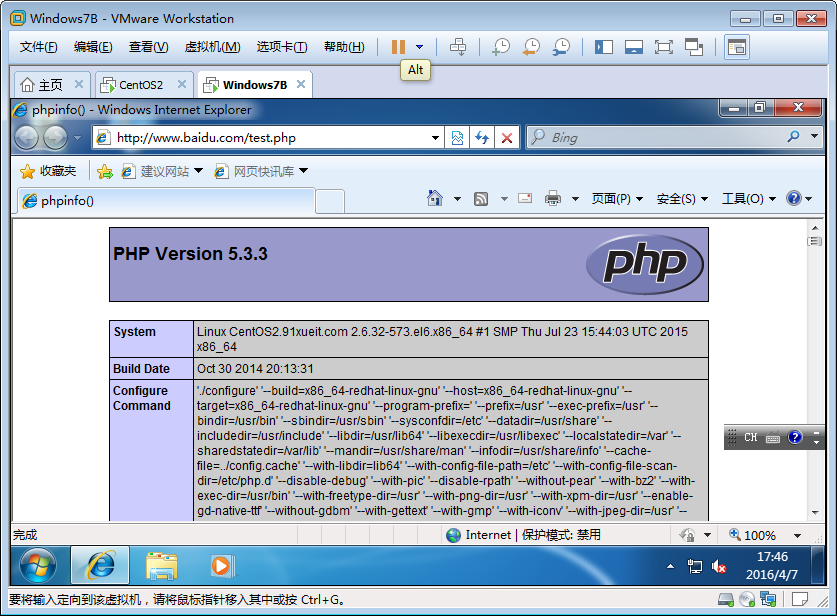 Windows7B - VMware Workstation
文件(F) 编辑(E) 查看(V) 虚拟机(M) 选项卡(T) 帮助(H)
Alt
主页 CentOS2 Windows7B
phpinfo() - Windows Internet Explorer
http://www.baidu.com/test.php Bing
收藏夹 建议网站 网页快讯库
phpinfo() 页面(P) 安全(S) 工具(O)
PHP Version 5.3.3
php
System Linux CentOS2.91xueit.com 2.6.32-573.el6.x86_64 #1 SMP Thu Jul 23 15:44:03 UTC 2015
x86_64
Build Date Oct 30 2014 20:13:31
Configure './configure' '--build=x86_64-redhat-linux-gnu' '--host=x86_64-redhat-linux-gnu' '--
Command target=x86_64-redhat-linux-gnu' '--program-prefix=' '--prefix=/usr' '--exec-prefix=/usr' '--
bindir=/usr/bin' '--sbindir=/usr/sbin' '--sysconfdir=/etc' '--datadir=/usr/share' '--
includedir=/usr/include' '--libdir=/usr/lib64' '--libexecdir=/usr/libexec' '--localstatedir=/var' '--
sharedstatedir=/var/lib' '--mandir=/usr/share/man' '--infodir=/usr/share/info' '--cache-
file=../config.cache' '--with-libdir=lib64' '--with-config-file-path=/etc' '--with-config-file-scan-
dir=/etc/php.d' '--disable-debug' '--with-pic' '--disable-rpath' '--without-pear' '--with-bz2' '--with-
exec-dir=/usr/bin' '--with-freetype-dir=/usr' '--with-png-dir=/usr' '--with-xpm-dir=/usr' '--enable-
gd-native-ttf' '--without-gdbm' '--with-gettext' '--with-gmp' '--with-iconv' '--with-jpeg-dir=/usr' '--
CH
完成 Internet | 保护模式: 禁用 100%
17:46
2016/4/7
要将输入定向到该虚拟机，请将鼠标指针移入其中或按 Ctrl+G。